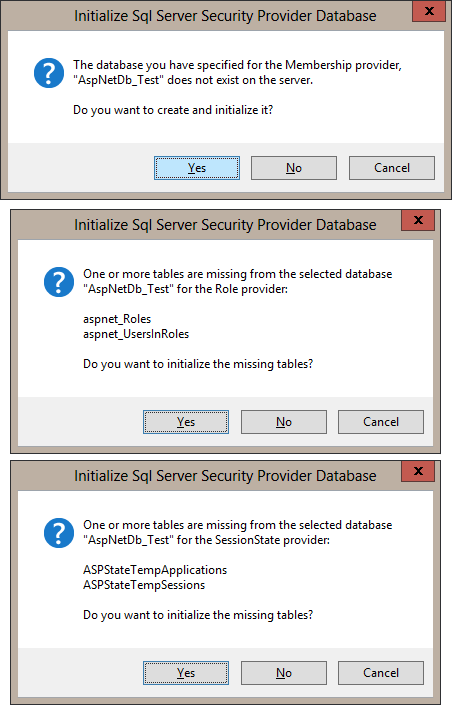 Initialize Sql Server Security Provider Database
x
The database you have specified for the Membership provider,
"AspNetDb_Test" does not exist on the server.
Do you want to create and initialize it?
Yes No Cancel
Initialize Sql Server Security Provider Database
x
One or more tables are missing from the selected database
"AspNetDb_Test" for the Role provider:
aspnet_Roles
aspnet_UsersInRoles
Do you want to initialize the missing tables?
Yes No Cancel
Initialize Sql Server Security Provider Database
x
One or more tables are missing from the selected database
"AspNetDb_Test" for the SessionState provider:
ASPStateTempApplications
ASPStateTempSessions
Do you want to initialize the missing tables?
Yes No Cancel